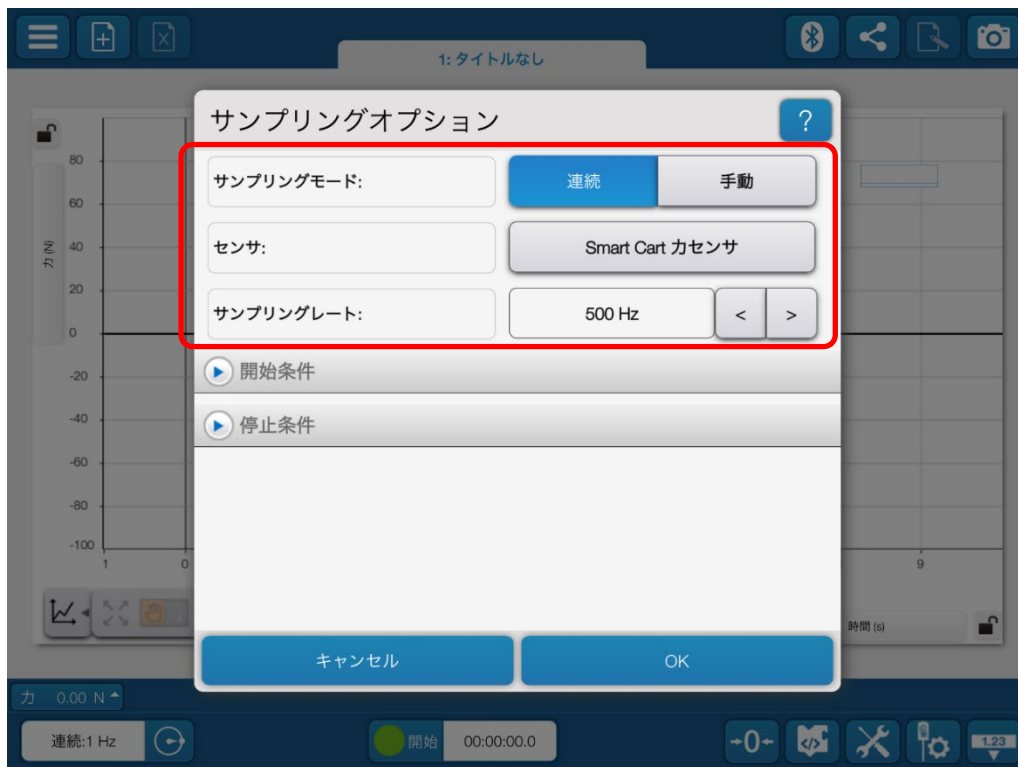 1: タイトルなし
サンプリングオプション ?
サンプリングモード: 連続 手動
センサ: Smart Cart 力センサ
サンプリングレート: 500 Hz < >
開始条件
停止条件
キャンセル OK
力 (N)
80
60
40
20
0
-20
-40
-60
-80
-100
1 0 9
時間 (s)
力 0.00 N
連続:1 Hz 開始 00:00:00.0 →0← </> 1.23